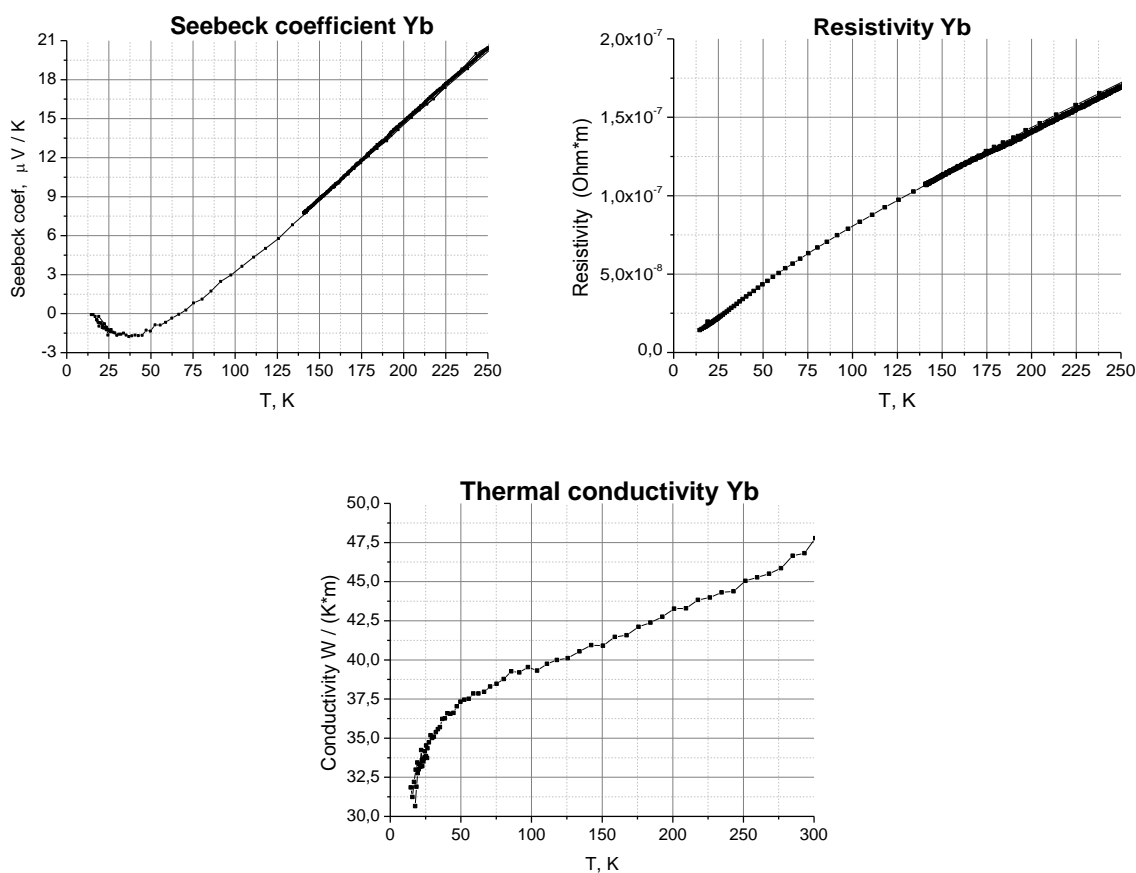 Seebeck coefficient Yb
21
18
15
12
9
6
3
0
-3
Seebeck coef, μV / K
0 25 50 75 100 125 150 175 200 225 250
T, K
Resistivity Yb
2,0x10⁻⁷
1,5x10⁻⁷
1,0x10⁻⁷
5,0x10⁻⁸
0,0
Resistivity (Ohm*m)
25 50 75 100 125 150 175 200 225 250
T, K
Thermal conductivity Yb
50,0
47,5
45,0
42,5
40,0
37,5
35,0
32,5
30,0
Conductivity W / (K*m)
0 50 100 150 200 250 300
T, K